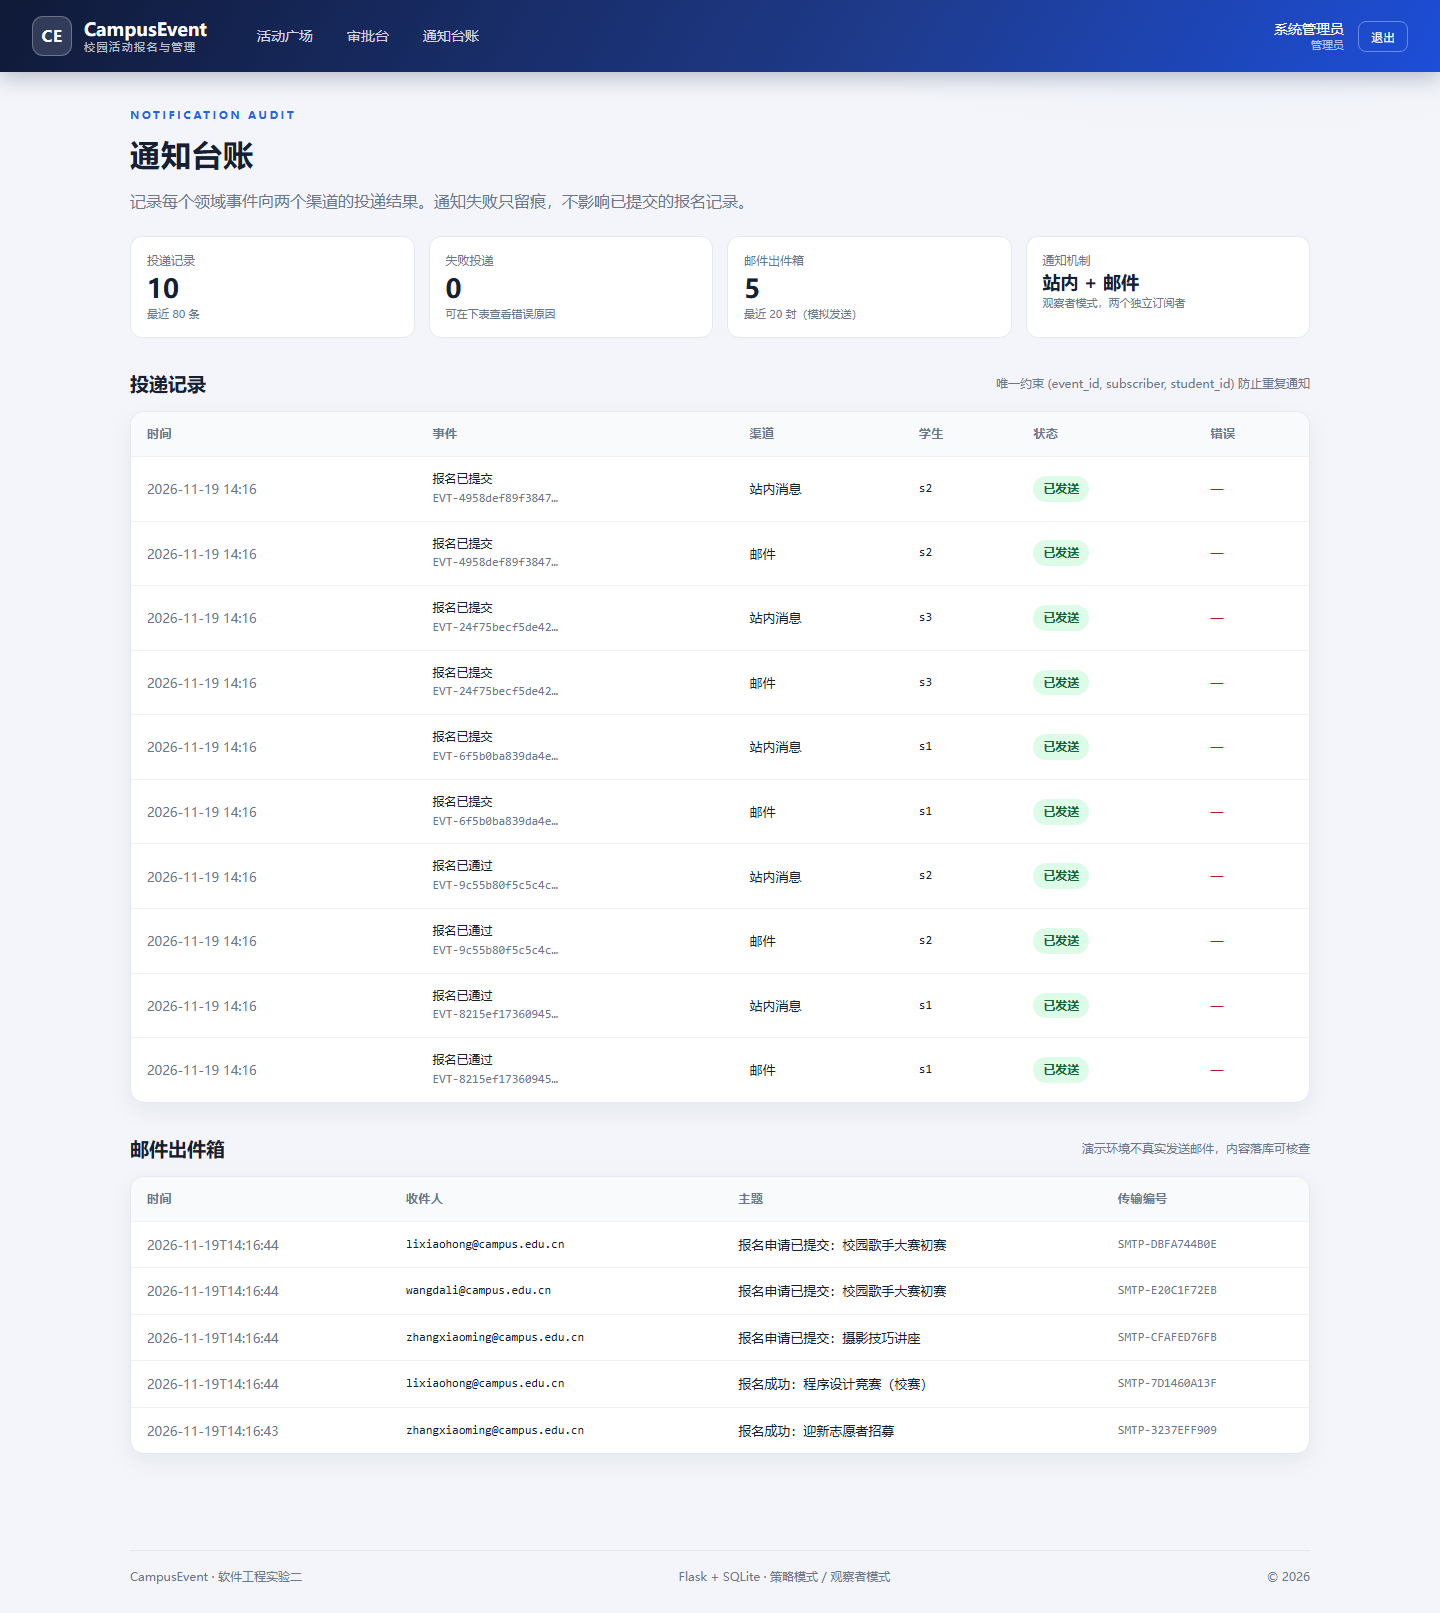 CE
CampusEvent
校园活动报名与管理
活动广场
审批台
通知台账
系统管理员
管理员
退出
NOTIFICATION AUDIT
通知台账
记录每个领域事件向两个渠道的投递结果。通知失败只留痕，不影响已提交的报名记录。
投递记录
10
最近 80 条
失败投递
0
可在下表查看错误原因
邮件出件箱
5
最近 20 封（模拟发送）
通知机制
站内 + 邮件
观察者模式，两个独立订阅者
投递记录
唯一约束 (event_id, subscriber, student_id) 防止重复通知
时间 事件 渠道 学生 状态 错误
2026-11-19 14:16 报名已提交 站内消息 s2 已发送 —
EVT-4958def89f3847…
2026-11-19 14:16 报名已提交 邮件 s2 已发送 —
EVT-4958def89f3847…
2026-11-19 14:16 报名已提交 站内消息 s3 已发送 —
EVT-24f75becf5de42…
2026-11-19 14:16 报名已提交 邮件 s3 已发送 —
EVT-24f75becf5de42…
2026-11-19 14:16 报名已提交 站内消息 s1 已发送 —
EVT-6f5b0ba839da4e…
2026-11-19 14:16 报名已提交 邮件 s1 已发送 —
EVT-6f5b0ba839da4e…
2026-11-19 14:16 报名已通过 站内消息 s2 已发送 —
EVT-9c55b80f5c5c4c…
2026-11-19 14:16 报名已通过 邮件 s2 已发送 —
EVT-9c55b80f5c5c4c…
2026-11-19 14:16 报名已通过 站内消息 s1 已发送 —
EVT-8215ef17360945…
2026-11-19 14:16 报名已通过 邮件 s1 已发送 —
EVT-8215ef17360945…
邮件出件箱
演示环境不真实发送邮件，内容落库可核查
时间 收件人 主题 传输编号
2026-11-19T14:16:44 lixiaohong@campus.edu.cn 报名申请已提交：校园歌手大赛初赛 SMTP-DBFA744B0E
2026-11-19T14:16:44 wangdali@campus.edu.cn 报名申请已提交：校园歌手大赛初赛 SMTP-E20C1F72EB
2026-11-19T14:16:44 zhangxiaoming@campus.edu.cn 报名申请已提交：摄影技巧讲座 SMTP-CFAFED76FB
2026-11-19T14:16:44 lixiaohong@campus.edu.cn 报名成功：程序设计竞赛（校赛） SMTP-7D1460A13F
2026-11-19T14:16:43 zhangxiaoming@campus.edu.cn 报名成功：迎新志愿者招募 SMTP-3237EFF909
CampusEvent · 软件工程实验二
Flask + SQLite · 策略模式 / 观察者模式
© 2026